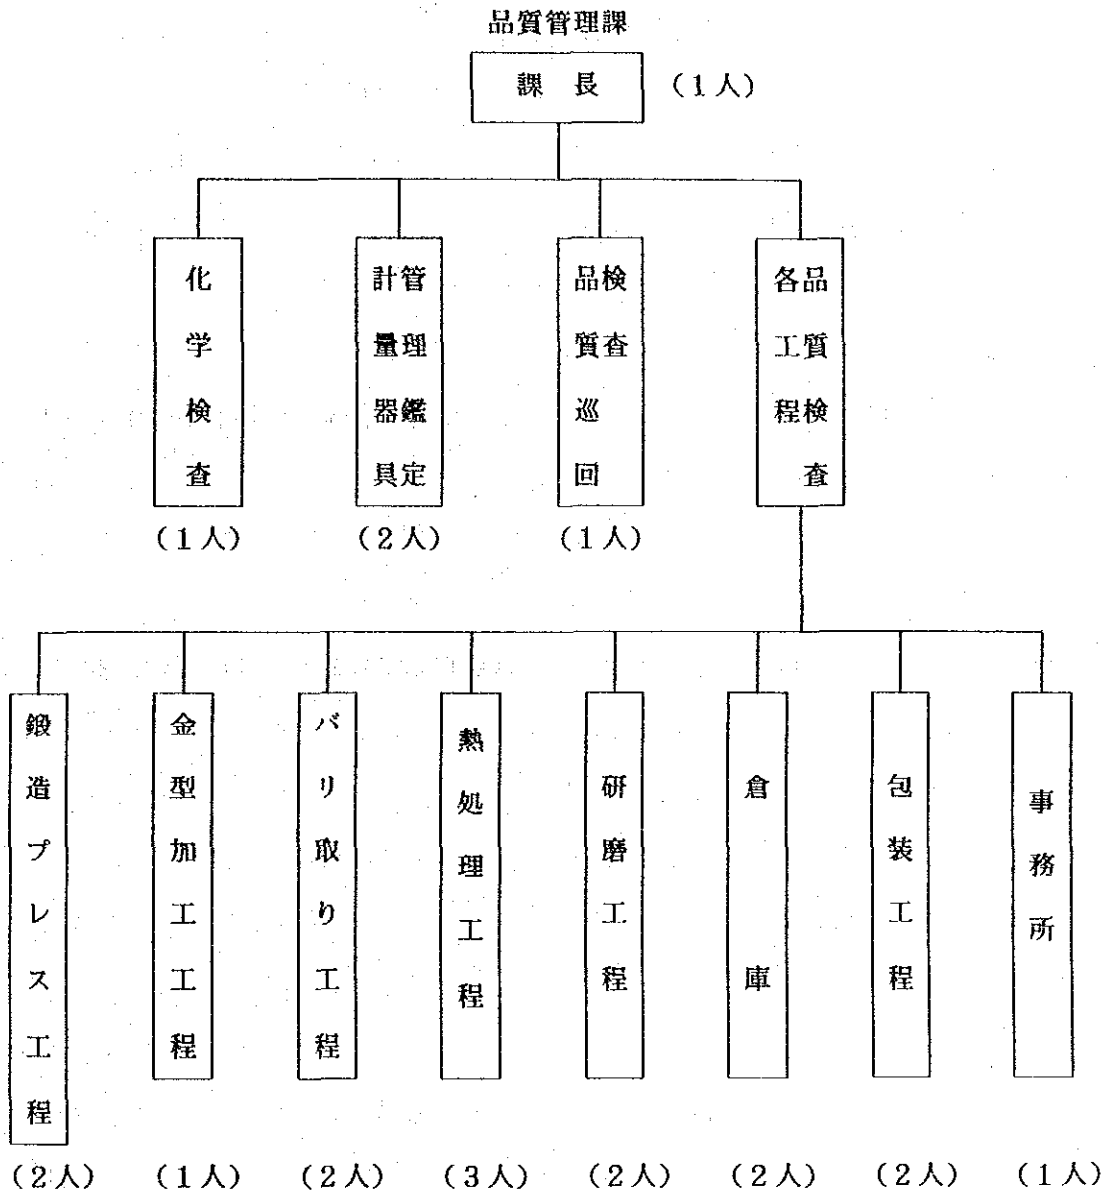 品質管理課
課長 (1人)
化学検査
計量器具
管理鑑定
品質巡回
検査
各工程
品質検査
(1人) (2人) (1人)
鍛造プレス工程
金型加工工程
バリ取り工程
熱処理工程
研磨工程
倉庫
包装工程
事務所
(2人) (1人) (2人) (3人) (2人) (2人) (2人) (1人)